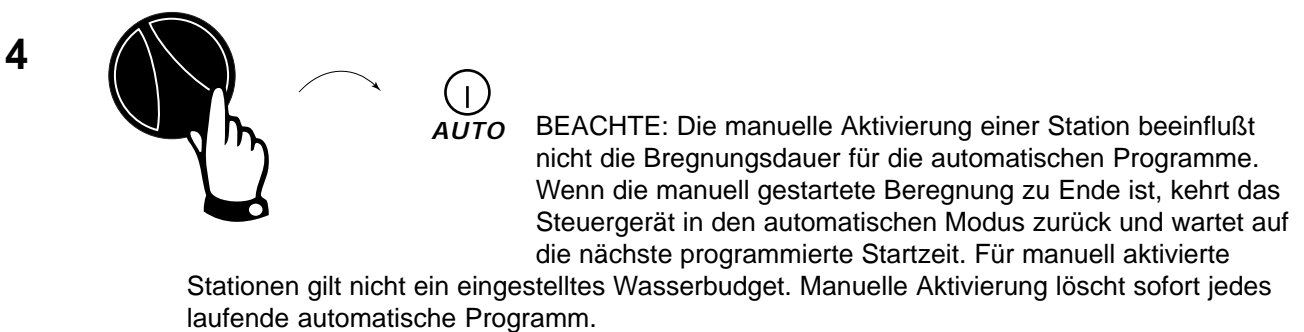 4
AUTO
BEACHTE: Die manuelle Aktivierung einer Station beeinflußt
nicht die Bregnungsdauer für die automatischen Programme.
Wenn die manuell gestartete Beregnung zu Ende ist, kehrt das
Steuergerät in den automatischen Modus zurück und wartet auf
die nächste programmierte Startzeit. Für manuell aktivierte
Stationen gilt nicht ein eingestelltes Wasserbudget. Manuelle Aktivierung löscht sofort jedes
laufende automatische Programm.